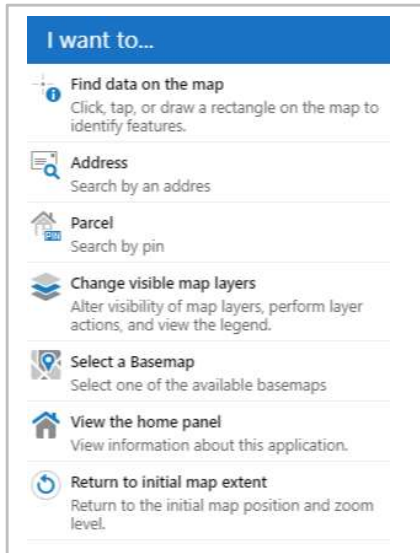 I want to...
Find data on the map
Click, tap, or draw a rectangle on the map to
identify features.
Address
Search by an addres
Parcel
PIN
Search by pin
Change visible map layers
Alter visibility of map layers, perform layer
actions, and view the legend.
Select a Basemap
Select one of the available basemaps
View the home panel
View information about this application.
Return to initial map extent
Return to the initial map position and zoom
level.